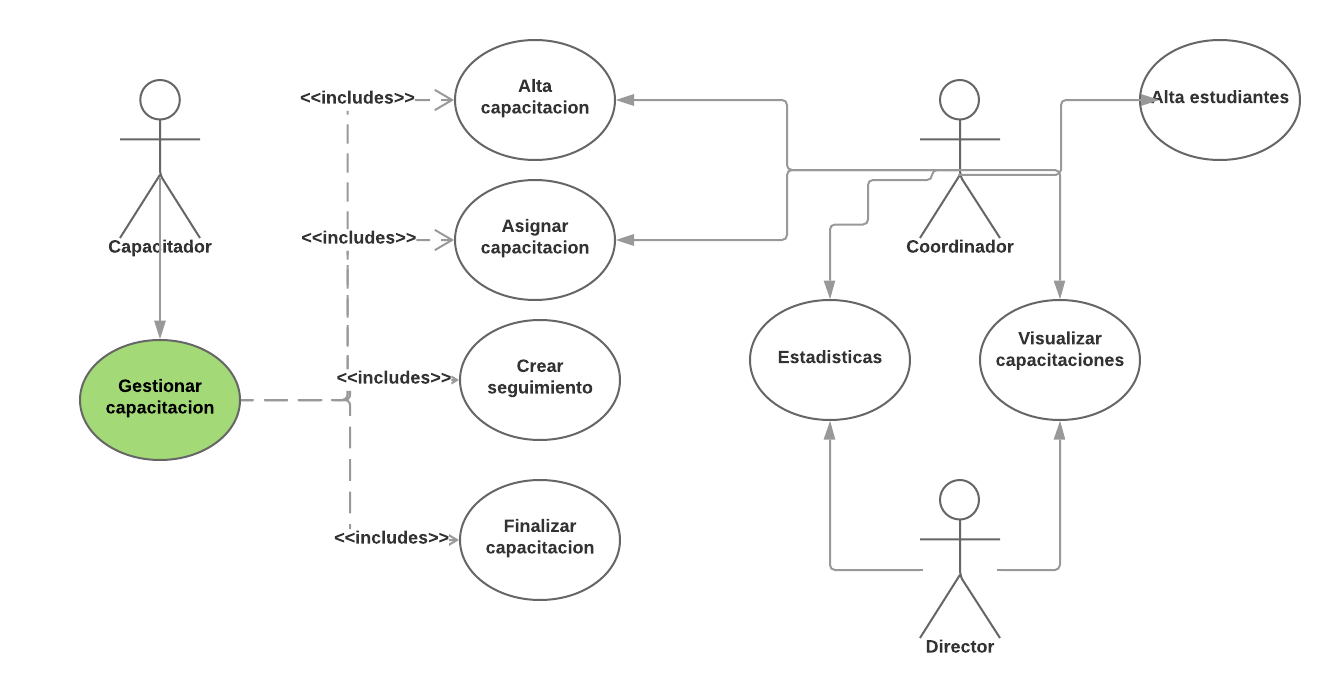 <<includes>>
Alta
capacitacion
Alta estudiantes
<<includes>>
Asignar
capacitacion
Capacitador
Coordinador
Gestionar
capacitacion
<<includes>>
Crear
seguimiento
Estadisticas
Visualizar
capacitaciones
<<includes>>
Finalizar
capacitacion
Director